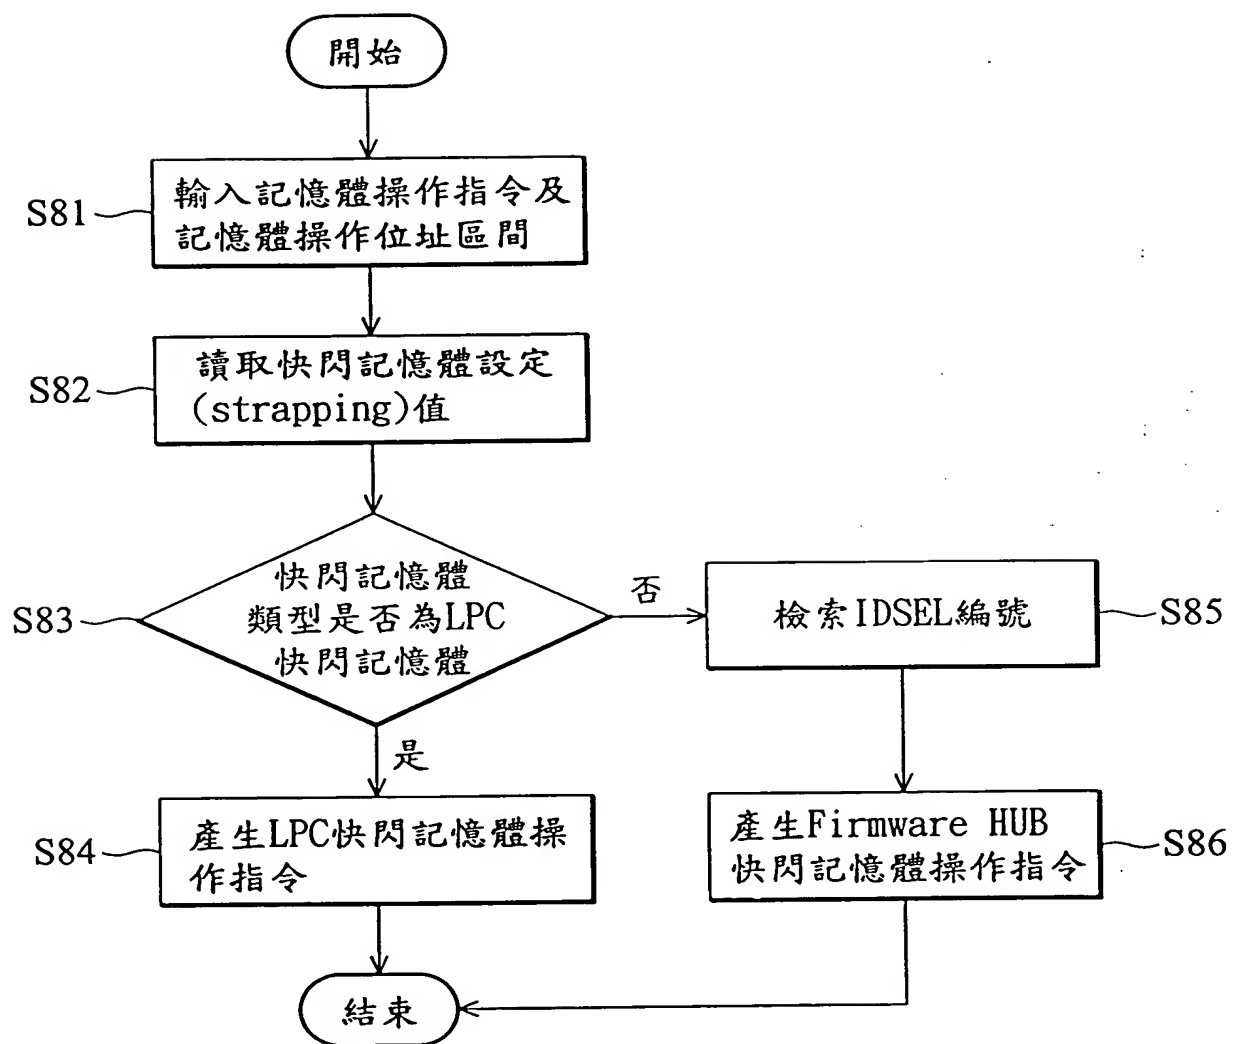 開始
S81
輸入記憶體操作指令及
記憶體操作位址區間
S82
讀取快閃記憶體設定
(strapping)值
S83
快閃記憶體
類型是否為LPC
快閃記憶體
否
檢索IDSEL編號
S85
是
S84
產生LPC快閃記憶體操
作指令
產生Firmware HUB
快閃記憶體操作指令
S86
結束